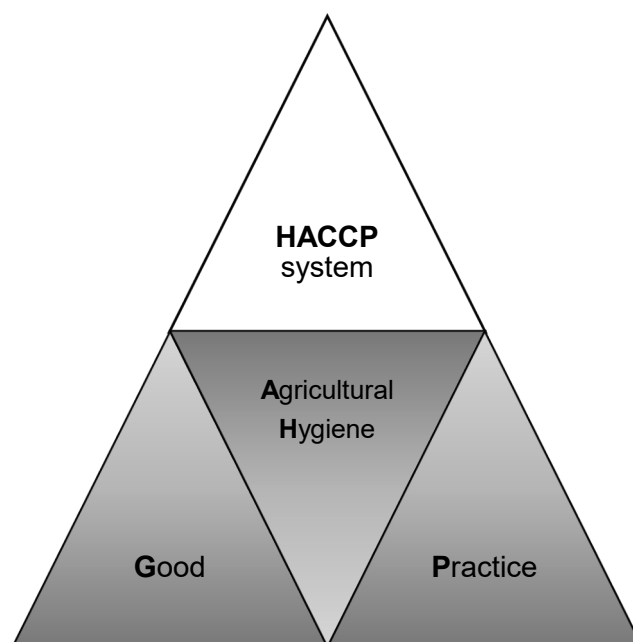 HACCP
system
Agricultural
Hygiene
Good
Practice